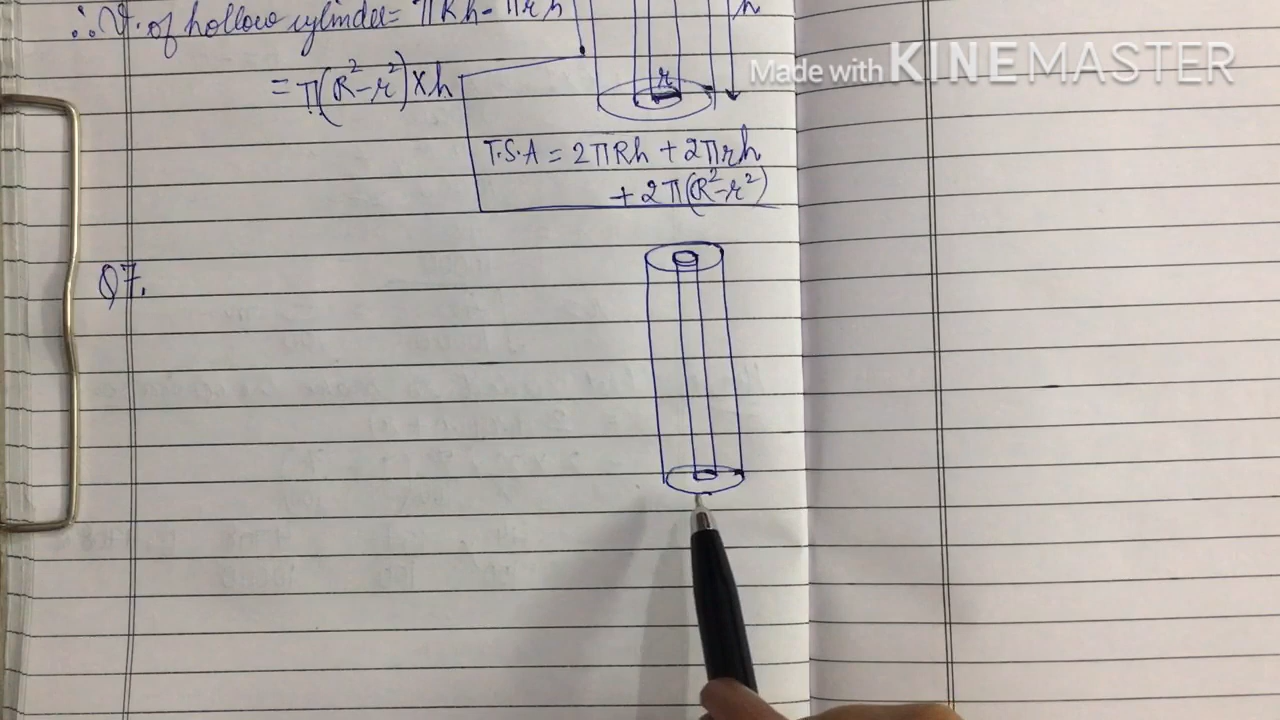 ∴ V. of hollow cylinder = πR²h - πr²h
h
Made with KINEMASTER
= π(R²-r²)×h
r
T.S.A = 2πRh + 2πrh
+ 2π(R²-r²)
Q7.